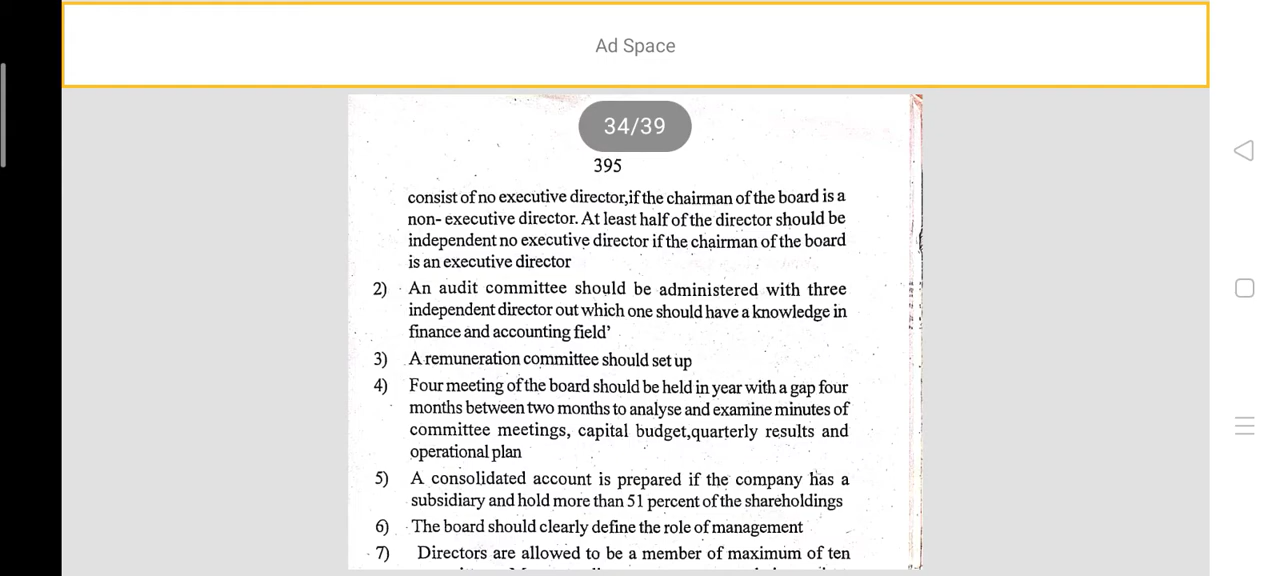 Ad Space
34/39
395
consist of no executive director,if the chairman of the board is a
non- executive director. At least half of the director should be
independent no executive director if the chairman of the board
is an executive director
2) An audit committee should be administered with three
independent director out which one should have a knowledge in
finance and accounting field’
3) A remuneration committee should set up
4) Four meeting of the board should be held in year with a gap four
months between two months to analyse and examine minutes of
committee meetings, capital budget,quarterly results and
operational plan
5) A consolidated account is prepared if the company has a
subsidiary and hold more than 51 percent of the shareholdings
6) The board should clearly define the role of management
7) Directors are allowed to be a member of maximum of ten